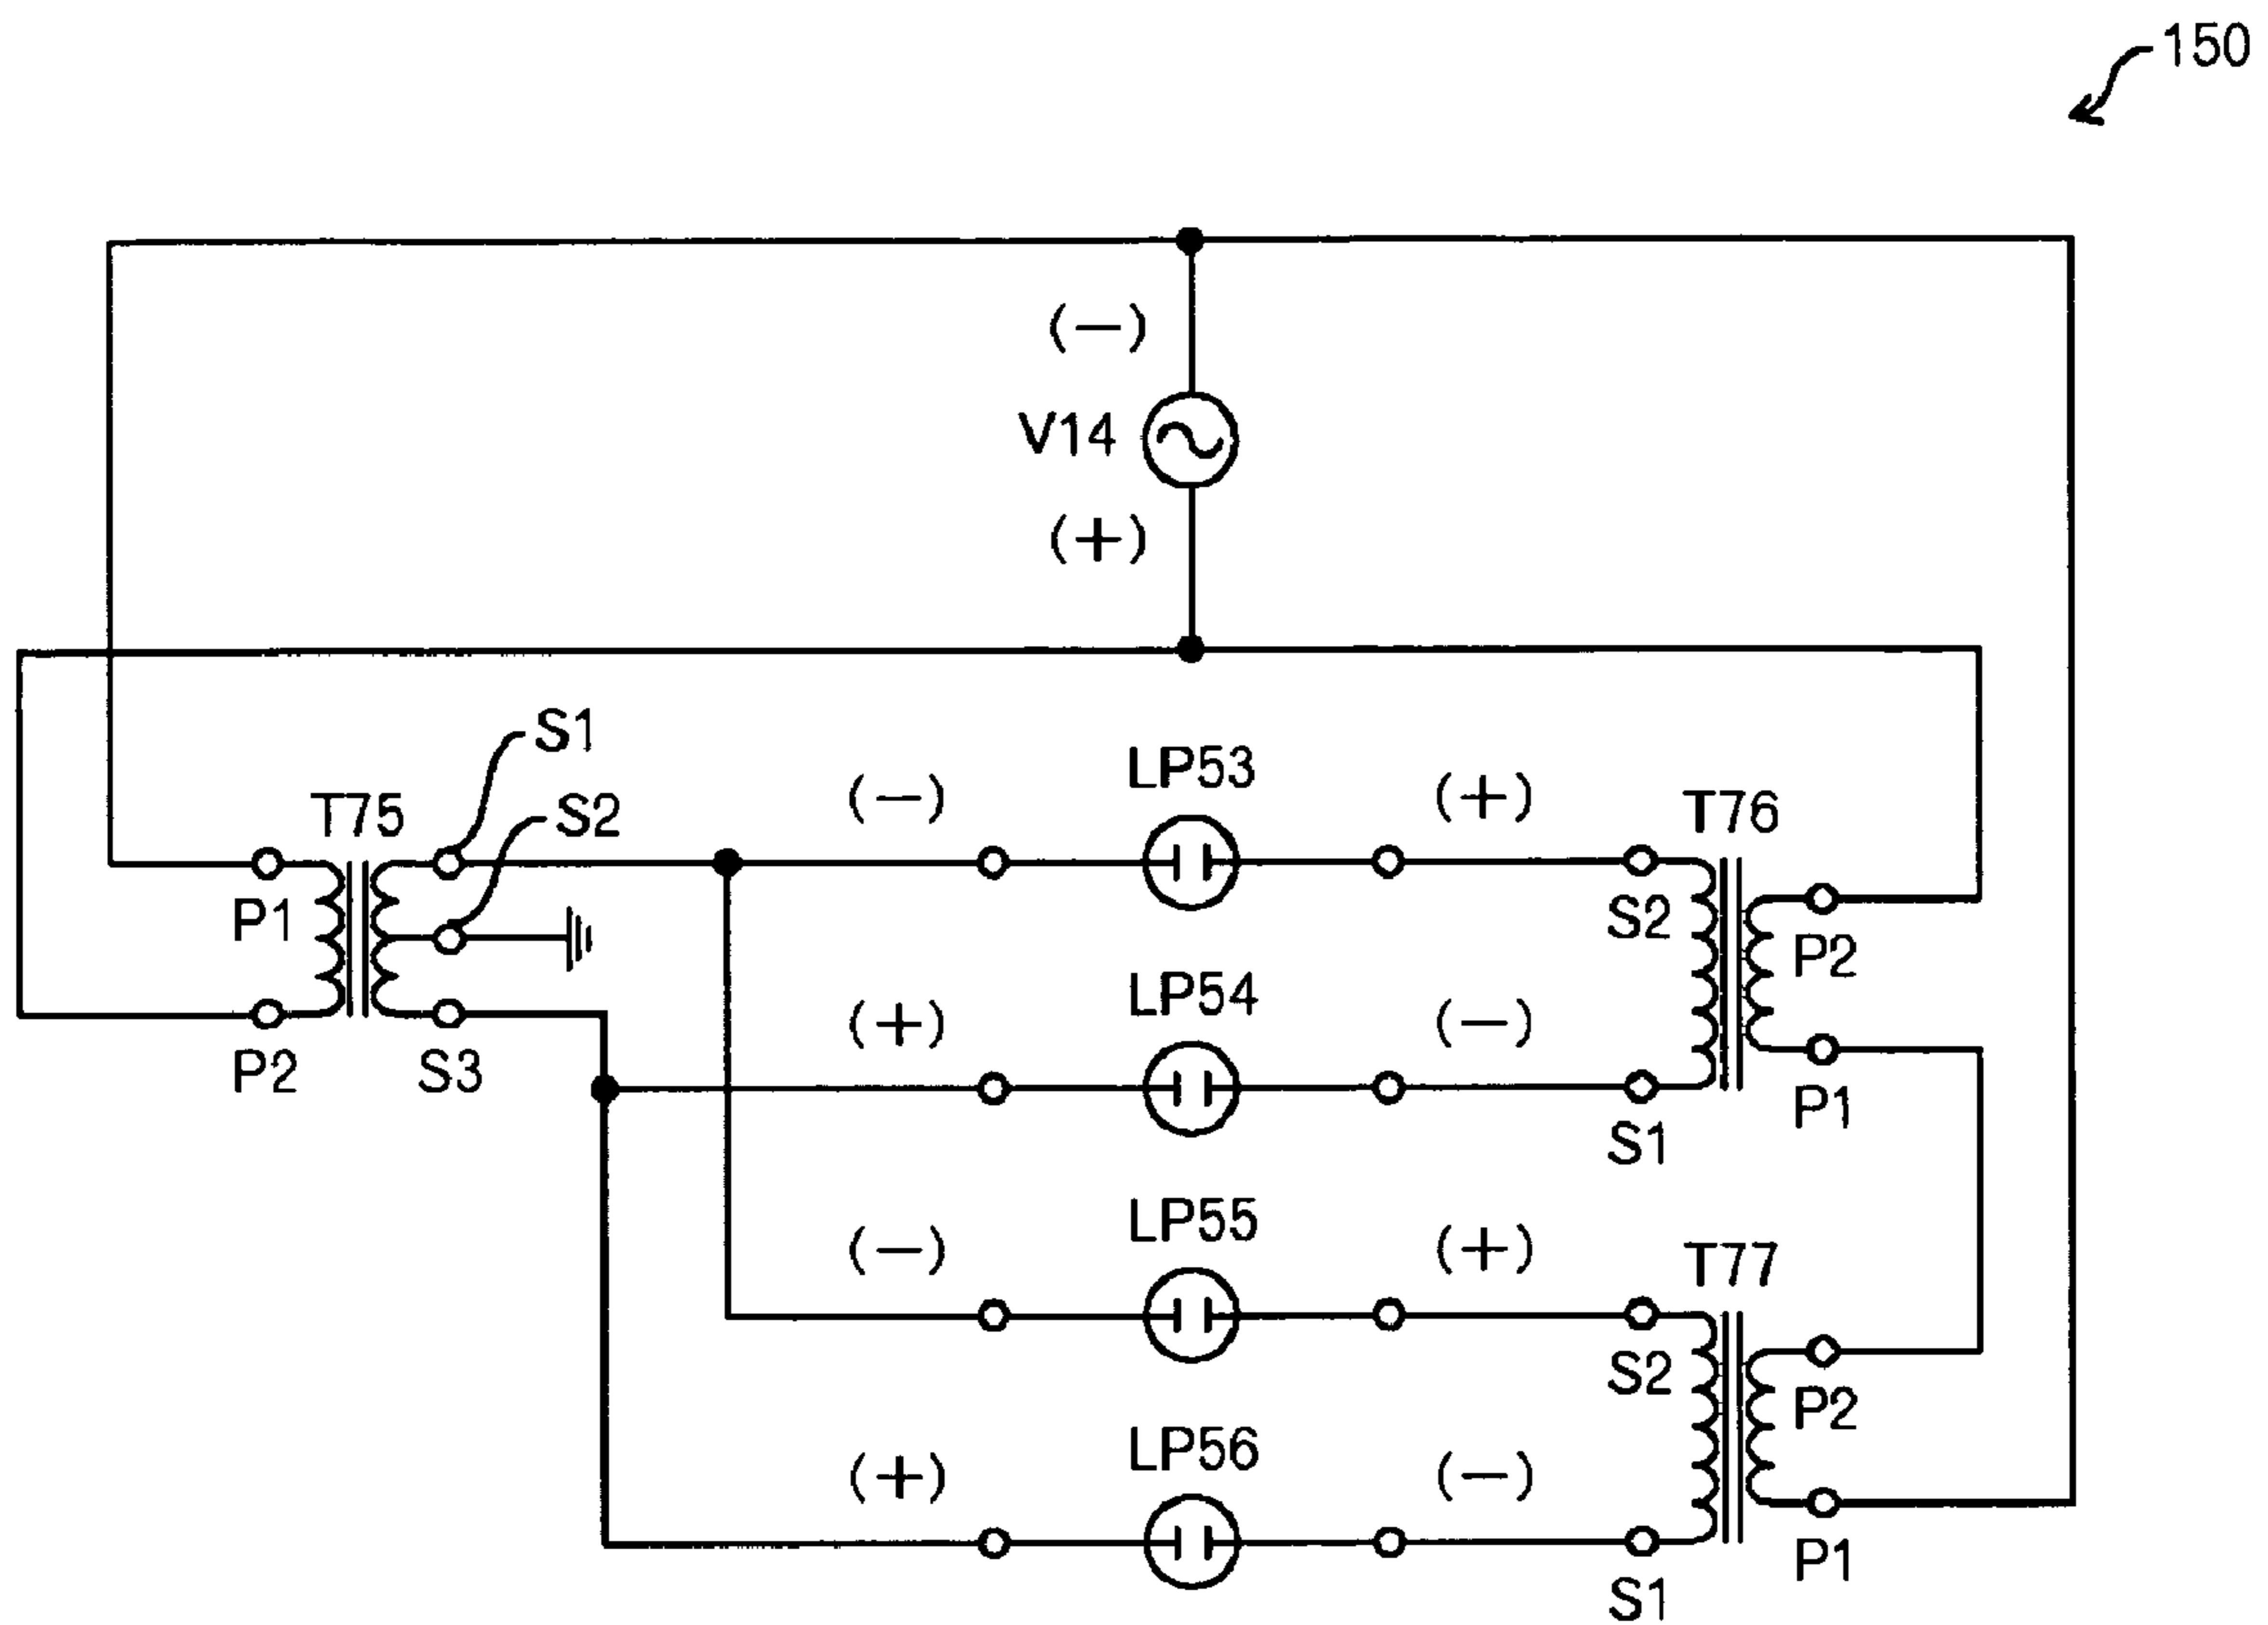 150
(−)
V14
(+)
S1
LP53
(−)
(+)
T75
S2
T76
P1
S2
P2
LP54
(+)
(−)
P2
S3
P1
S1
LP55
(−)
(+)
T77
S2
P2
LP56
(+)
(−)
P1
S1